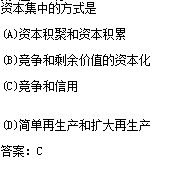 资本集中的方式是
(A)资本积聚和资本积累
(B)竞争和剩余价值的资本化
(C)竞争和信用
(D)简单再生产和扩大再生产
答案：C